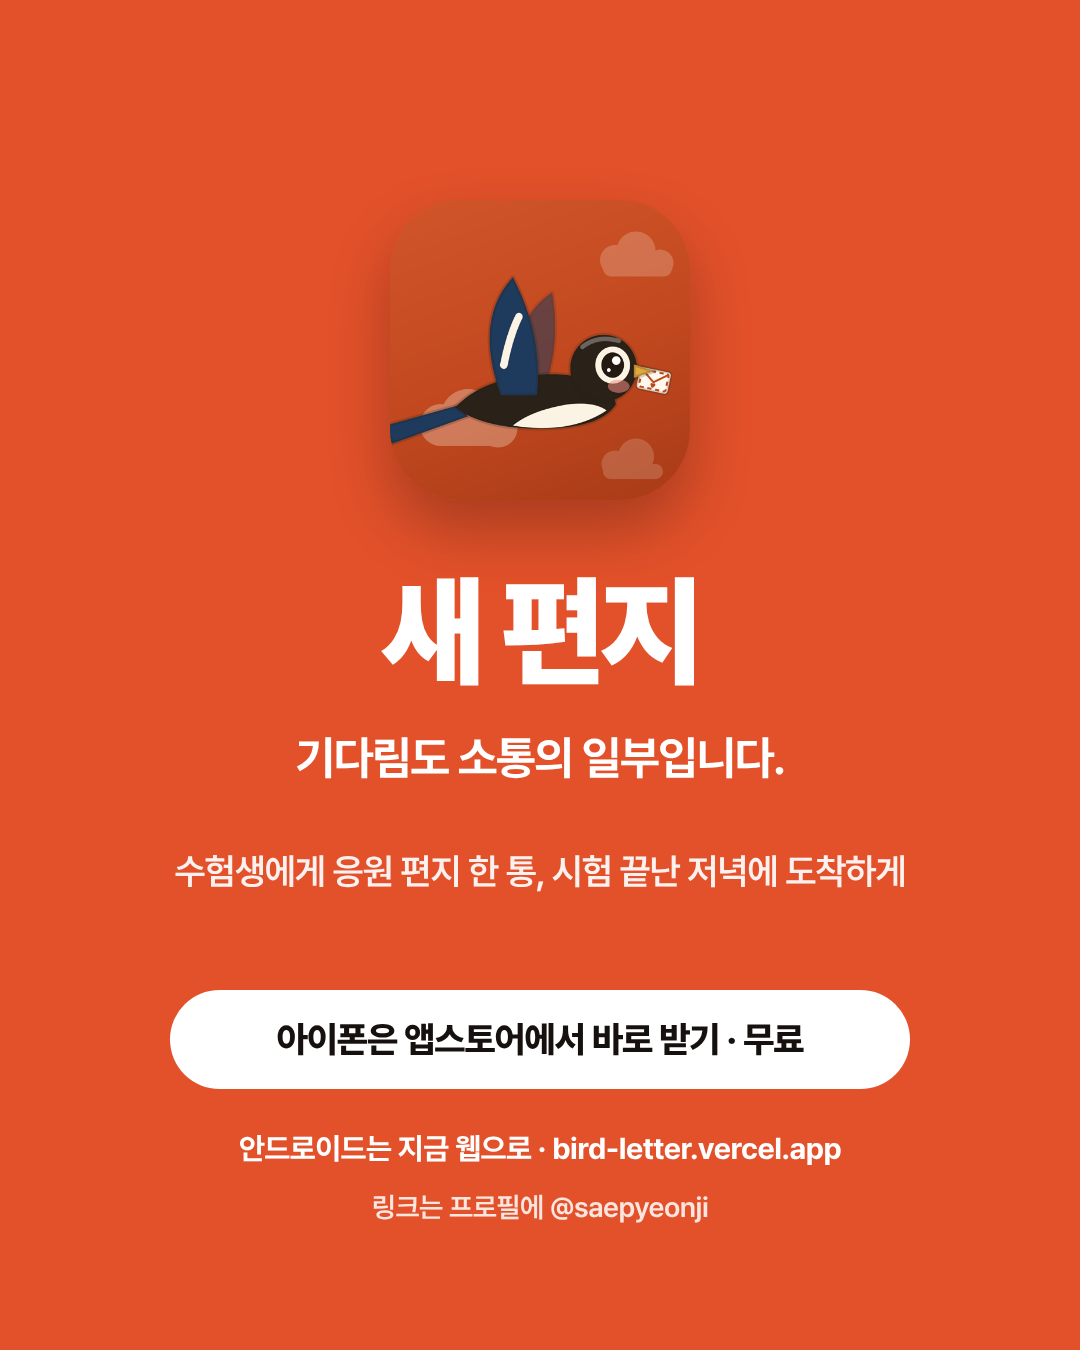 새 편지
기다림도 소통의 일부입니다.
수험생에게 응원 편지 한 통, 시험 끝난 저녁에 도착하게
아이폰은 앱스토어에서 바로 받기 · 무료
안드로이드는 지금 웹으로 · bird-letter.vercel.app
링크는 프로필에 @saepyeonji